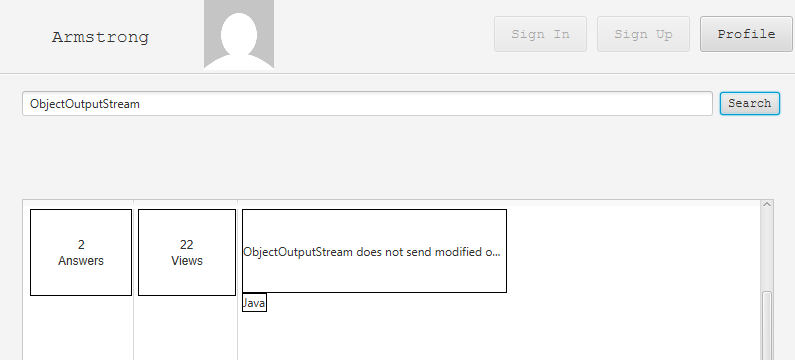 Armstrong
Sign In
Sign Up
Profile
ObjectOutputStream
Search
2
Answers
22
Views
ObjectOutputStream does not send modified o...
Java